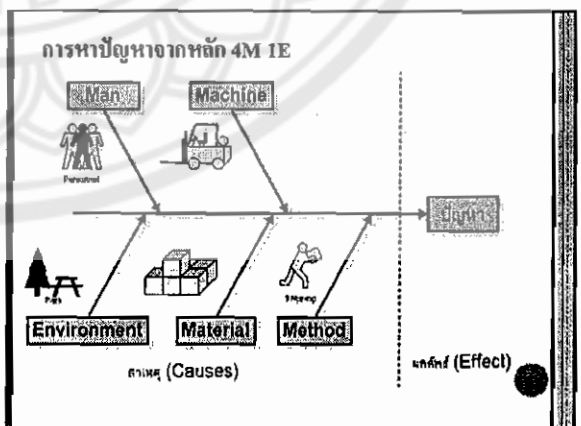 การหาปัญหาจากหลัก 4M 1E
Man
Machine
Personnel
ปัญหา
Park
Environment
Material
Method
สาเหตุ (Causes)
ผลลัพธ์ (Effect)